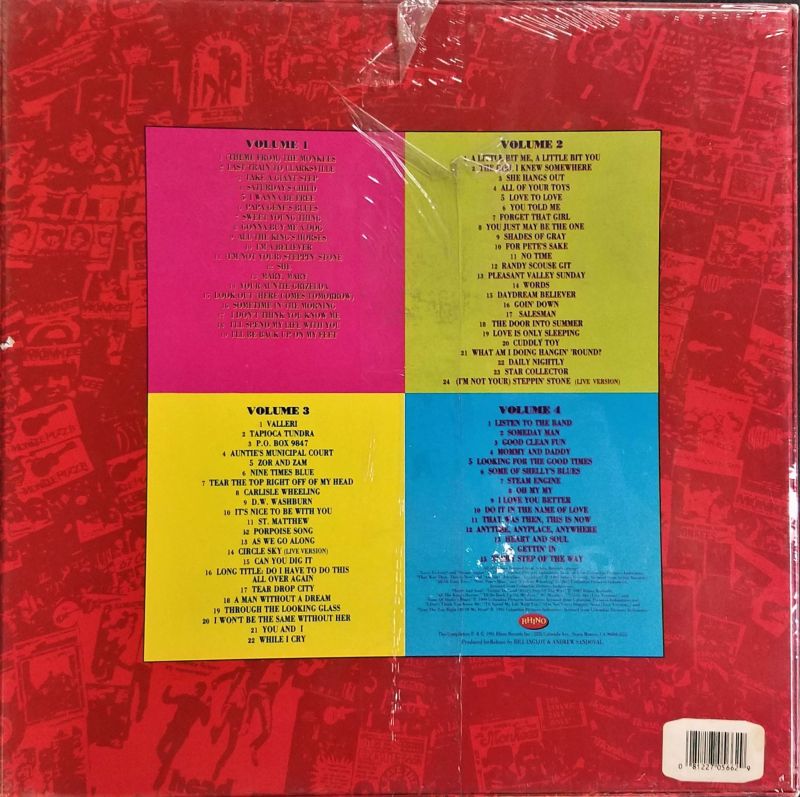 VOLUME 1
1 (THEME FROM) THE MONKEES
2 LAST TRAIN TO CLARKSVILLE
3 TAKE A GIANT STEP
4 SATURDAY'S CHILD
5 I WANNA BE FREE
6 PAPA GENE'S BLUES
7 SWEET YOUNG THING
8 GONNA BUY ME A DOG
9 ALL THE KING'S HORSES
10 I'M A BELIEVER
11 (I'M NOT YOUR) STEPPIN' STONE
12 SHE
13 MARY, MARY
14 YOUR AUNTIE GRIZELDA
15 LOOK OUT (HERE COMES TOMORROW)
16 SOMETIME IN THE MORNING
17 I DON'T THINK YOU KNOW ME
18 I'LL SPEND MY LIFE WITH YOU
19 I'LL BE BACK UP ON MY FEET
VOLUME 2
1 A LITTLE BIT ME, A LITTLE BIT YOU
2 THE GIRL I KNEW SOMEWHERE
3 SHE HANGS OUT
4 ALL OF YOUR TOYS
5 LOVE TO LOVE
6 YOU TOLD ME
7 FORGET THAT GIRL
8 YOU JUST MAY BE THE ONE
9 SHADES OF GRAY
10 FOR PETE'S SAKE
11 NO TIME
12 RANDY SCOUSE GIT
13 PLEASANT VALLEY SUNDAY
14 WORDS
15 DAYDREAM BELIEVER
16 GOIN' DOWN
17 SALESMAN
18 THE DOOR INTO SUMMER
19 LOVE IS ONLY SLEEPING
20 CUDDLY TOY
21 WHAT AM I DOING HANGIN' 'ROUND?
22 DAILY NIGHTLY
23 STAR COLLECTOR
24 (I'M NOT YOUR) STEPPIN' STONE (LIVE VERSION)
VOLUME 3
1 VALLERI
2 TAPIOCA TUNDRA
3 P.O. BOX 9847
4 AUNTIE'S MUNICIPAL COURT
5 ZOR AND ZAM
6 NINE TIMES BLUE
7 TEAR THE TOP RIGHT OFF OF MY HEAD
8 CARLISLE WHEELING
9 D.W. WASHBURN
10 IT'S NICE TO BE WITH YOU
11 ST. MATTHEW
12 PORPOISE SONG
13 AS WE GO ALONG
14 CIRCLE SKY (LIVE VERSION)
15 CAN YOU DIG IT
16 LONG TITLE: DO I HAVE TO DO THIS
ALL OVER AGAIN
17 TEAR DROP CITY
18 A MAN WITHOUT A DREAM
19 THROUGH THE LOOKING GLASS
20 I WON'T BE THE SAME WITHOUT HER
21 YOU AND I
22 WHILE I CRY
VOLUME 4
1 LISTEN TO THE BAND
2 SOMEDAY MAN
3 GOOD CLEAN FUN
4 MOMMY AND DADDY
5 LOOKING FOR THE GOOD TIMES
6 SOME OF SHELLY'S BLUES
7 STEAM ENGINE
8 OH MY MY
9 I LOVE YOU BETTER
10 DO IT IN THE NAME OF LOVE
11 THAT WAS THEN, THIS IS NOW
12 ANYTIME, ANYPLACE, ANYWHERE
13 HEART AND SOUL
14 GETTIN' IN
15 EVERY STEP OF THE WAY
RHINO
Produced for Release by BILL INGLOT & ANDREW SANDOVAL
head
0 81227 05662 9